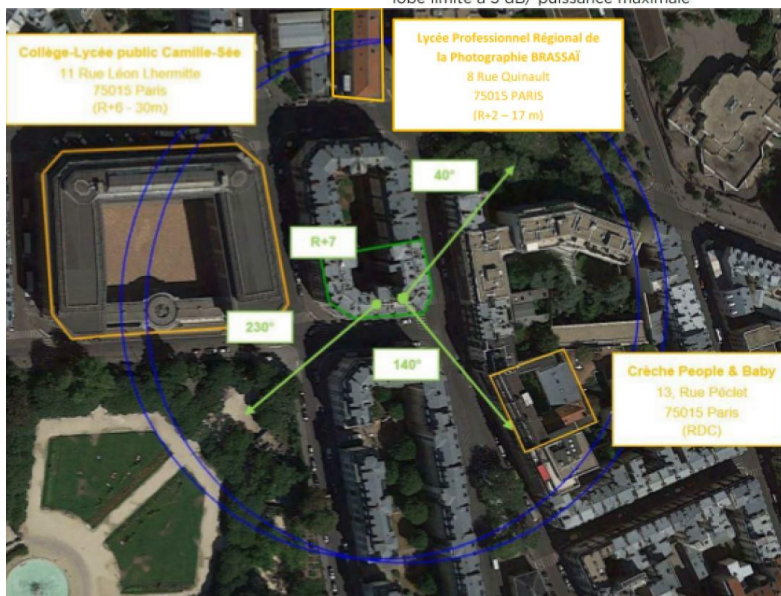 lobe limité à 3 dB/ puissance maximale
Collège-Lycée public Camille-Sée
11 Rue Léon Lhermitte
75015 Paris
(R+6 - 30m)
Lycée Professionnel Régional de
la Photographie BRASSAÏ
8 Rue Quinault
75015 PARIS
(R+2 – 17 m)
40°
R+7
230°
140°
Crèche People & Baby
13, Rue Péclet
75015 Paris
(RDC)